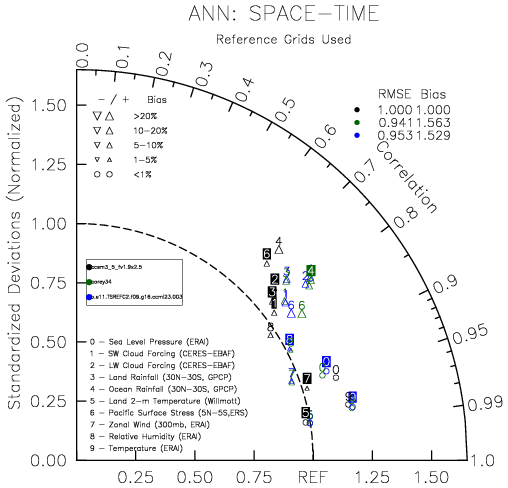 ANN: SPACE-TIME
Reference Grids Used
0.0 0.1 0.2 0.3 0.4 0.5 0.6 0.7 0.8 0.9 0.95 0.99 1.0
Correlation
RMSE Bias
1.000 1.000
0.941 1.563
0.953 1.529
- / + Bias
>20%
10-20%
5-10%
1-5%
<1%
Standardized Deviations (Normalized)
1.50
1.25
1.00
0.75
0.50
0.25
0.00
ccsm3_5_fv1.9x2.5
0 - Sea Level Pressure (ERAI)
1 - SW Cloud Forcing (CERES-EBAF)
2 - LW Cloud Forcing (CERES-EBAF)
3 - Land Rainfall (30N-30S, GPCP)
4 - Ocean Rainfall (30N-30S, GPCP)
5 - Land 2-m Temperature (Willmott)
6 - Pacific Surface Stress (5N-5S,ERS)
7 - Zonal Wind (300mb, ERAI)
8 - Relative Humidity (ERAI)
9 - Temperature (ERAI)
0.25 0.50 0.75 REF 1.25 1.50